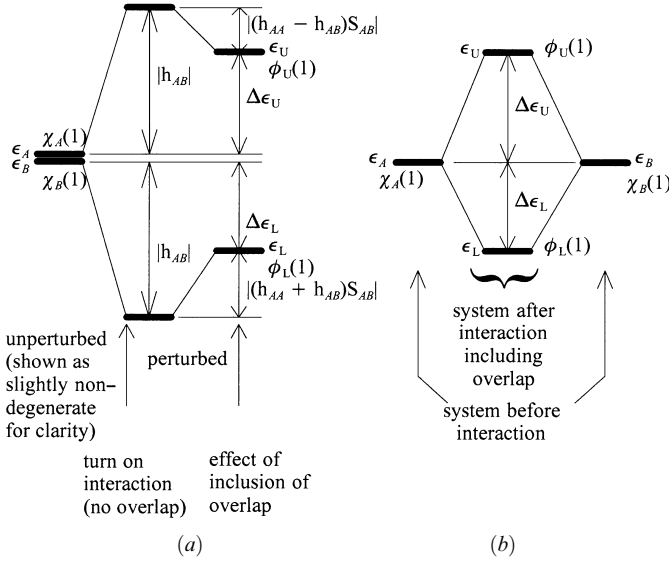 |(h_AA − h_AB)S_AB|
ϵ_U
ϕ_U(1)
|h_AB|
Δϵ_U
χ_A(1)
ϵ_A
ϵ_B
χ_B(1)
Δϵ_L
|h_AB|
ϵ_L
ϕ_L(1)
|(h_AA + h_AB)S_AB|
unperturbed
(shown as
slightly non-
degenerate
for clarity)
perturbed
turn on
interaction
(no overlap)
effect of
inclusion of
overlap
(a)
ϵ_U ϕ_U(1)
Δϵ_U
ϵ_A
χ_A(1)
ϵ_B
χ_B(1)
Δϵ_L
ϵ_L ϕ_L(1)
system after
interaction
including
overlap
system before
interaction
(b)